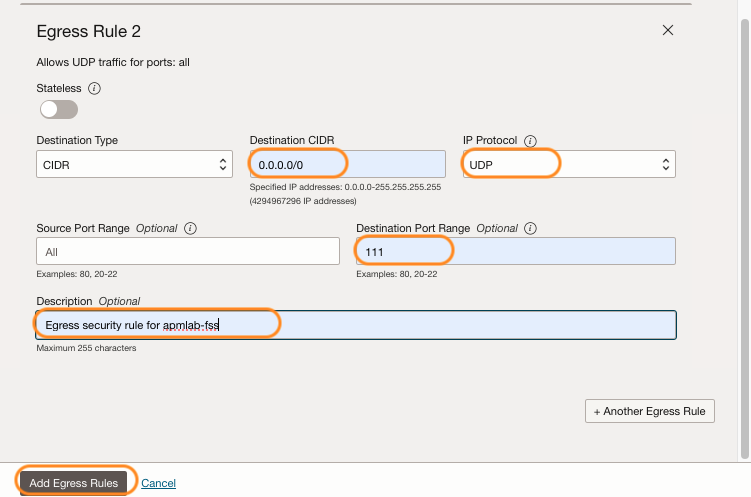 Egress Rule 2
Allows UDP traffic for ports: all
Stateless
Destination Type
Destination CIDR
IP Protocol
CIDR
0.0.0.0/0
UDP
Specified IP addresses: 0.0.0.0-255.255.255.255
(4294967296 IP addresses)
Source Port Range Optional
Destination Port Range Optional
All
111
Examples: 80, 20-22
Examples: 80, 20-22
Description Optional
Egress security rule for apmlab-fss
Maximum 255 characters
+ Another Egress Rule
Add Egress Rules
Cancel